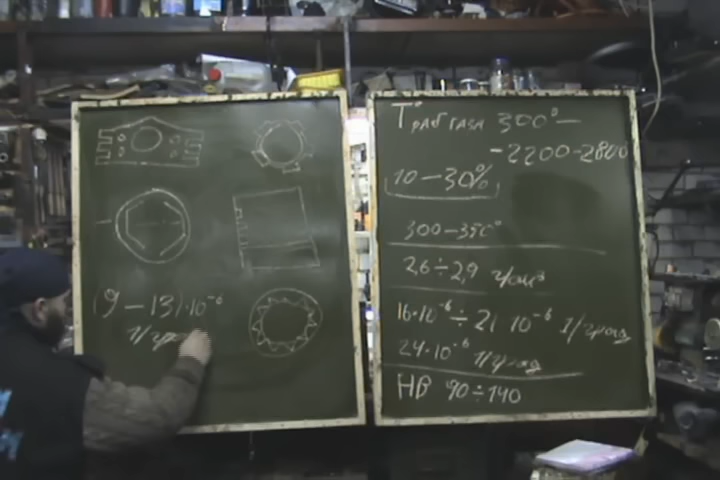 (9 – 13)·10⁻⁶
1/град
T° раб газа 300° –
- 2200 - 2800
10 – 30%
300 – 350°
2,6 ÷ 2,9 г/см³
16·10⁻⁶ ÷ 21 10⁻⁶ 1/град
24·10⁻⁶ 1/град
HB 90 ÷ 140